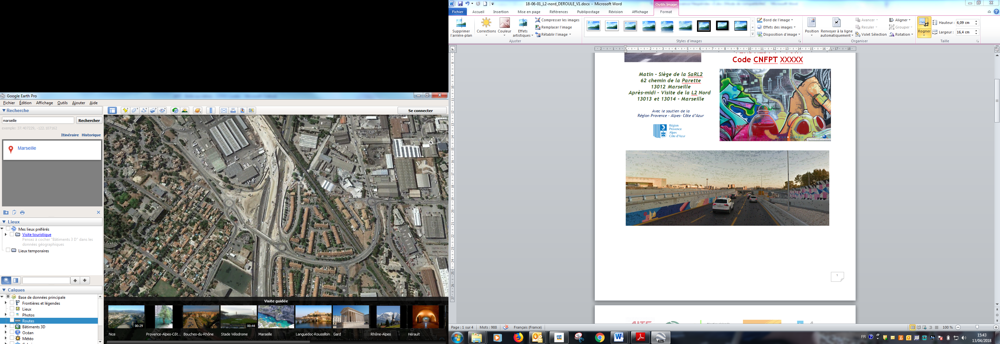 Google Earth Pro
Fichier Édition Affichage Outils Ajouter Aide
Recherche
marseille
Rechercher
exemple: 37.407229, -122.107162
Itinéraire Historique
Marseille
Lieux
Mes lieux préférés
Visite touristique
Pensez à cocher "Bâtiments 3 D" dans les
données géographiques
Lieux temporaires
Calques
Base de données principale
Frontières et légendes
Lieux
Photos
Routes
Bâtiments 3D
Océan
Météo
Se connecter
N
Visite guidée
00:29
00:44
Nice
Provence-Alpes-Côt...
Bouches-du-Rhône
Stade Vélodrome
Marseille
Languedoc-Roussillon
Gard
Rhône-Alpes
Hérault
18-06-01_L2-nord_DEROULE_V1.docx - Microsoft Word
Outils Image
Fichier Accueil Insertion Mise en page Références Publipostage Révision Affichage Format
Supprimer
l'arrière-plan
Corrections
Couleur
Effets
artistiques
Compresser les images
Remplacer l'image
Rétablir l'image
Ajuster
Styles d'images
Bord de l'image
Effets des images
Disposition d'image
Position
Renvoyer à la ligne
automatiquement
Avancer
Reculer
Volet Sélection
Aligner
Grouper
Rotation
Organiser
Rogner
Hauteur : 6,09 cm
Largeur : 16,4 cm
Taille
Code CNFPT XXXXX
Matin - Siège de la SaRL2
62 chemin de la Parette
13012 Marseille
Après-midi - Visite de la L2 Nord
13013 et 13014 - Marseille
Avec le soutien de la
Région Provence - Alpes- Côte d'Azur
Région
Provence
Alpes
Côte d'Azur
1
Page : 1 sur 4
Mots : 988
Français (France)
100 %
Pro
FR
15:43
13/04/2018